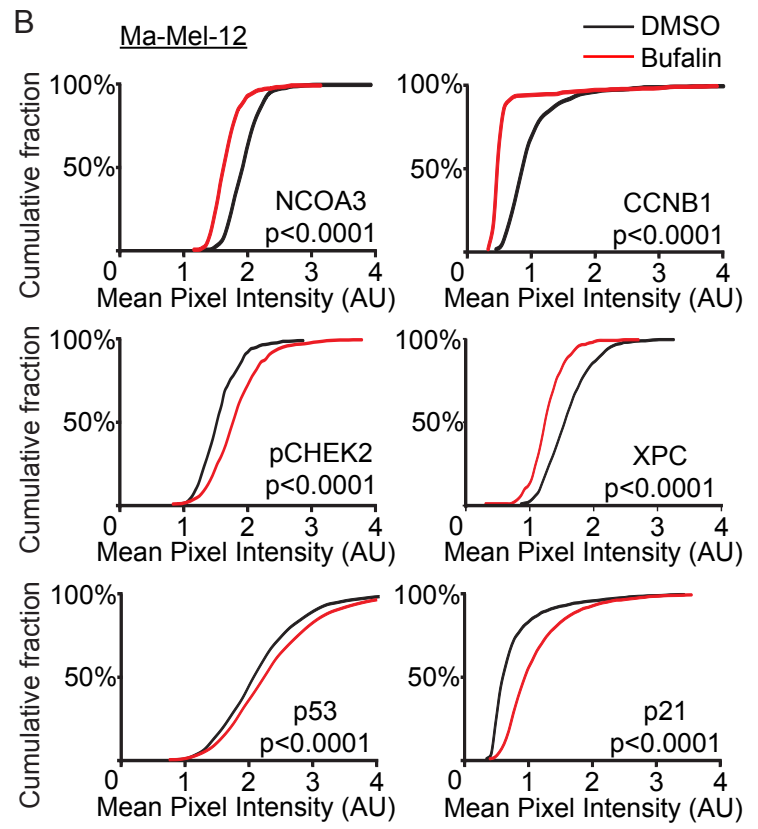 B
Ma-Mel-12
DMSO
Bufalin
Cumulative fraction
100%
50%
NCOA3
p<0.0001
0 1 2 3 4
Mean Pixel Intensity (AU)
100%
50%
CCNB1
p<0.0001
0 1 2 3 4
Mean Pixel Intensity (AU)
Cumulative fraction
100%
50%
pCHEK2
p<0.0001
0 1 2 3 4
Mean Pixel Intensity (AU)
100%
50%
XPC
p<0.0001
0 1 2 3 4
Mean Pixel Intensity (AU)
Cumulative fraction
100%
50%
p53
p<0.0001
0 1 2 3 4
Mean Pixel Intensity (AU)
100%
50%
p21
p<0.0001
0 1 2 3 4
Mean Pixel Intensity (AU)